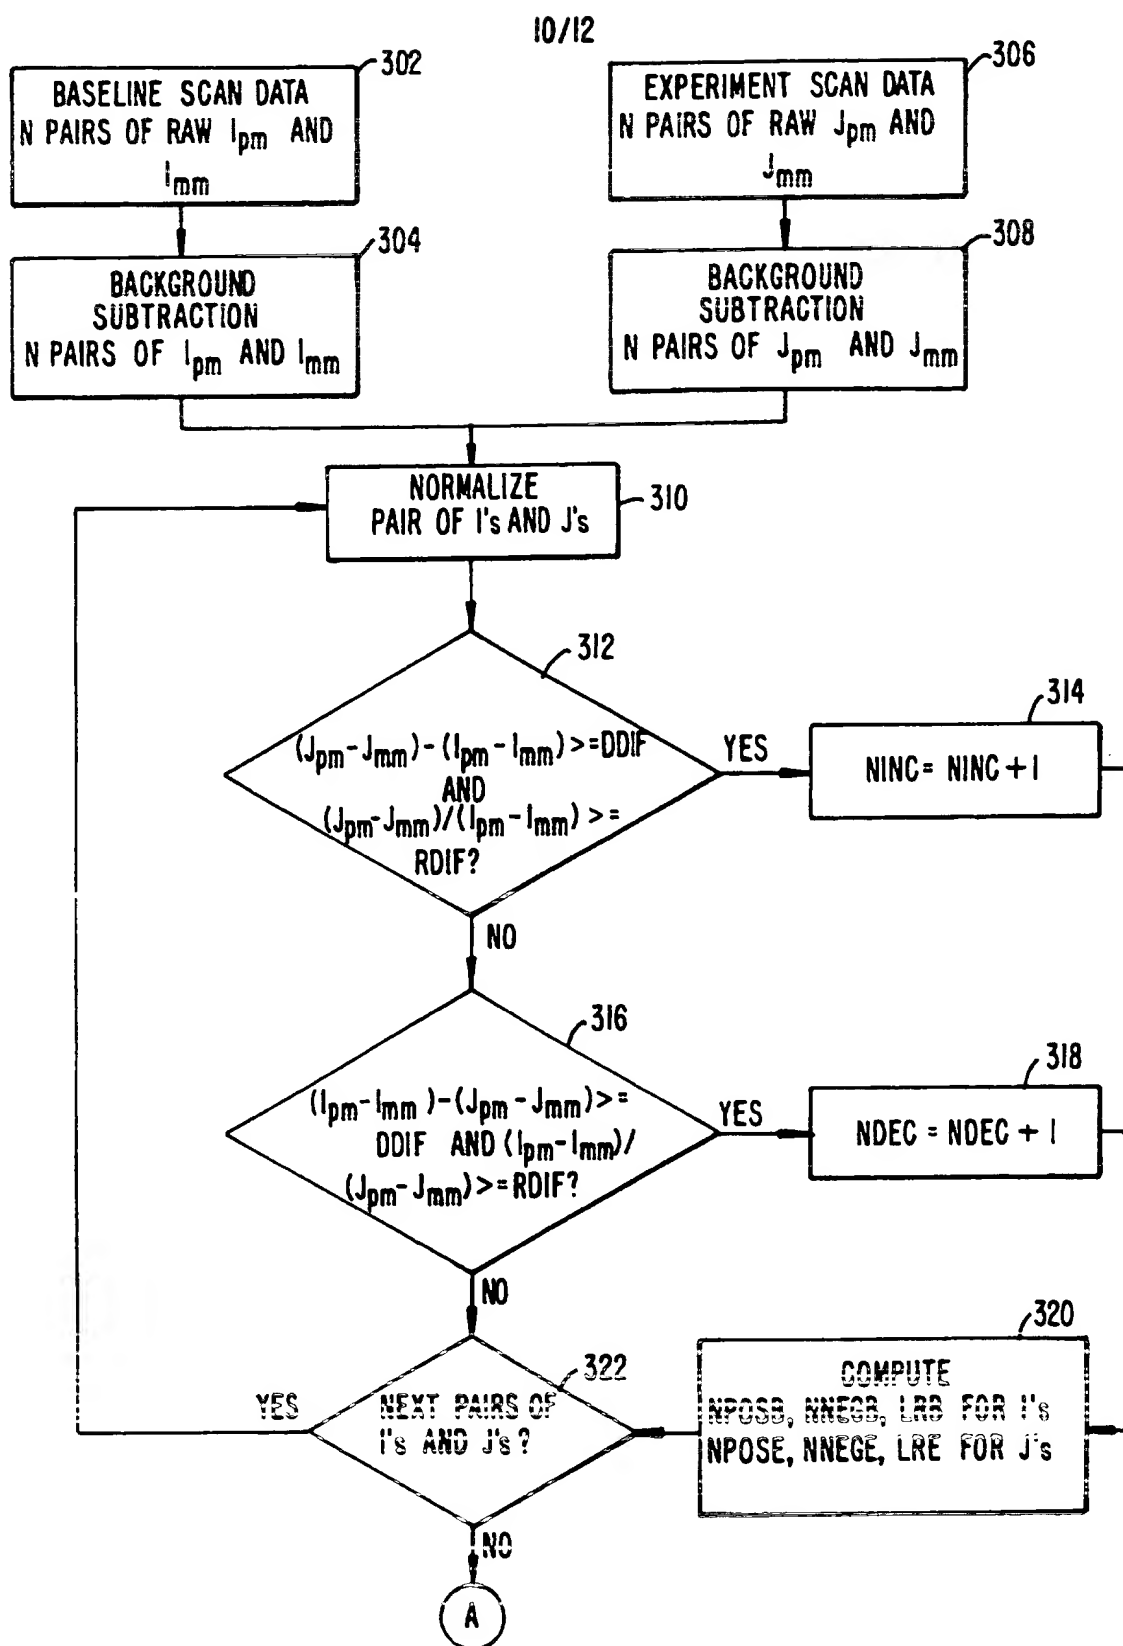 10/12
302
BASELINE SCAN DATA
N PAIRS OF RAW Ipm AND
Imm
306
EXPERIMENT SCAN DATA
N PAIRS OF RAW Jpm AND
Jmm
304
BACKGROUND
SUBTRACTION
N PAIRS OF Ipm AND Imm
308
BACKGROUND
SUBTRACTION
N PAIRS OF Jpm AND Jmm
NORMALIZE
PAIR OF I's AND J's
310
312
(Jpm-Jmm)-(Ipm-Imm)>=DDIF
AND
(Jpm-Jmm)/(Ipm-Imm)>=
RDIF?
YES
314
NINC= NINC+1
NO
316
(Ipm-Imm)-(Jpm-Jmm)>=
DDIF AND (Ipm-Imm)/
(Jpm-Jmm)>=RDIF?
YES
318
NDEC = NDEC + 1
NO
322
YES
NEXT PAIRS OF
I's AND J's?
320
COMPUTE
NPOSB, NNEGB, LRB FOR I's
NPOSE, NNEGE, LRE FOR J's
NO
A